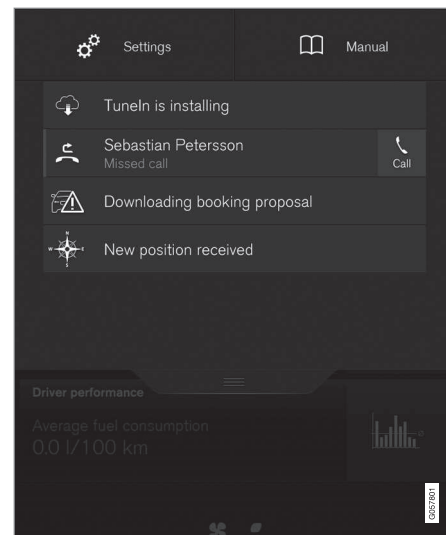 Settings
Manual
TuneIn is installing
Sebastian Petersson
Missed call
Call
Downloading booking proposal
N
W
E
S
New position received
Driver performance
Average fuel consumption
0.0 l/100 km
G057801